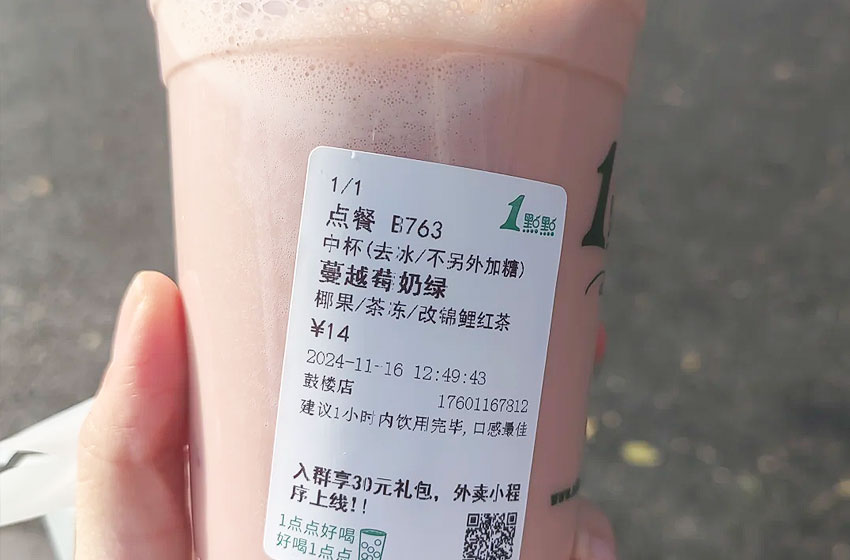 1/1
1點點
点餐 B763
中杯(去冰/不另外加糖)
蔓越莓奶绿
椰果/茶冻/改锦鲤红茶
¥14
2024-11-16 12:49:43
鼓楼店 17601167812
建议1小时内饮用完毕,口感最佳
入群享30元礼包，外卖小程
序上线!!
1点点好喝
好喝1点点